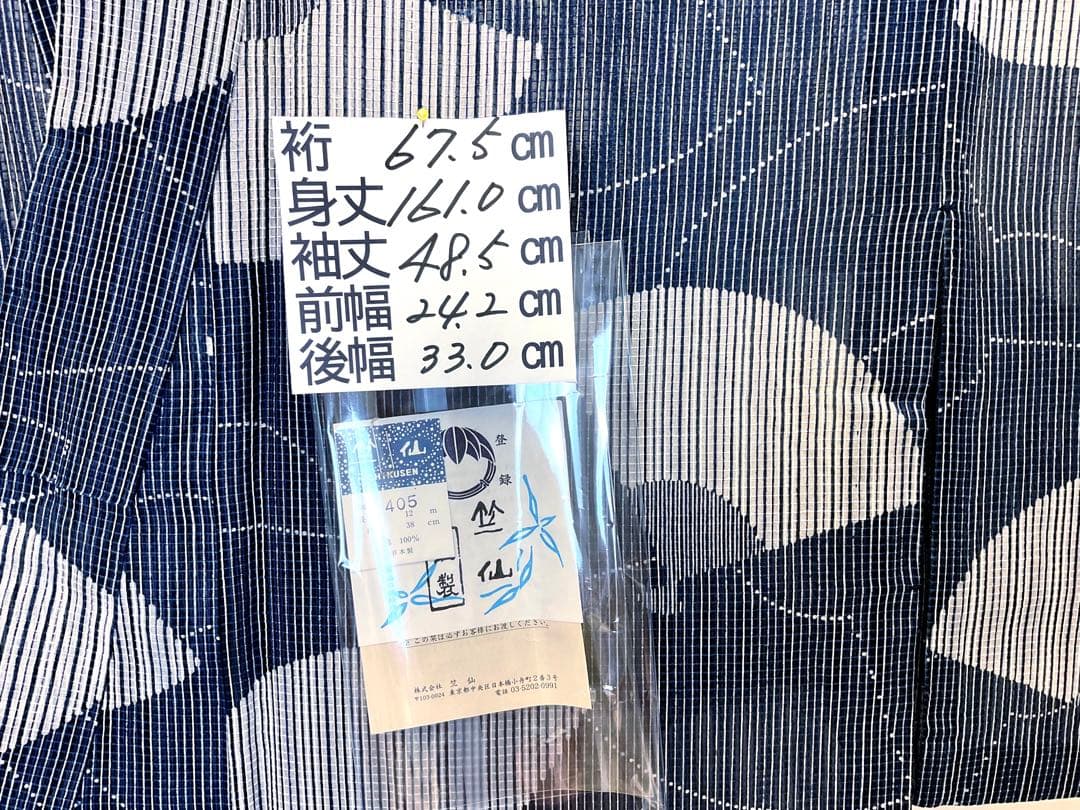 裄 67.5 cm
身丈 161.0 cm
袖丈 48.5 cm
前幅 24.2 cm
後幅 33.0 cm
仙
KUSEN
405
12 m
38 cm
100%
日本製
登
録
竺
仙
製
この栞は必ずお客様にお渡しください。
株式会社 竺仙
〒103-0024 東京都中央区日本橋小舟町2番3号
電話 03-5202-0991